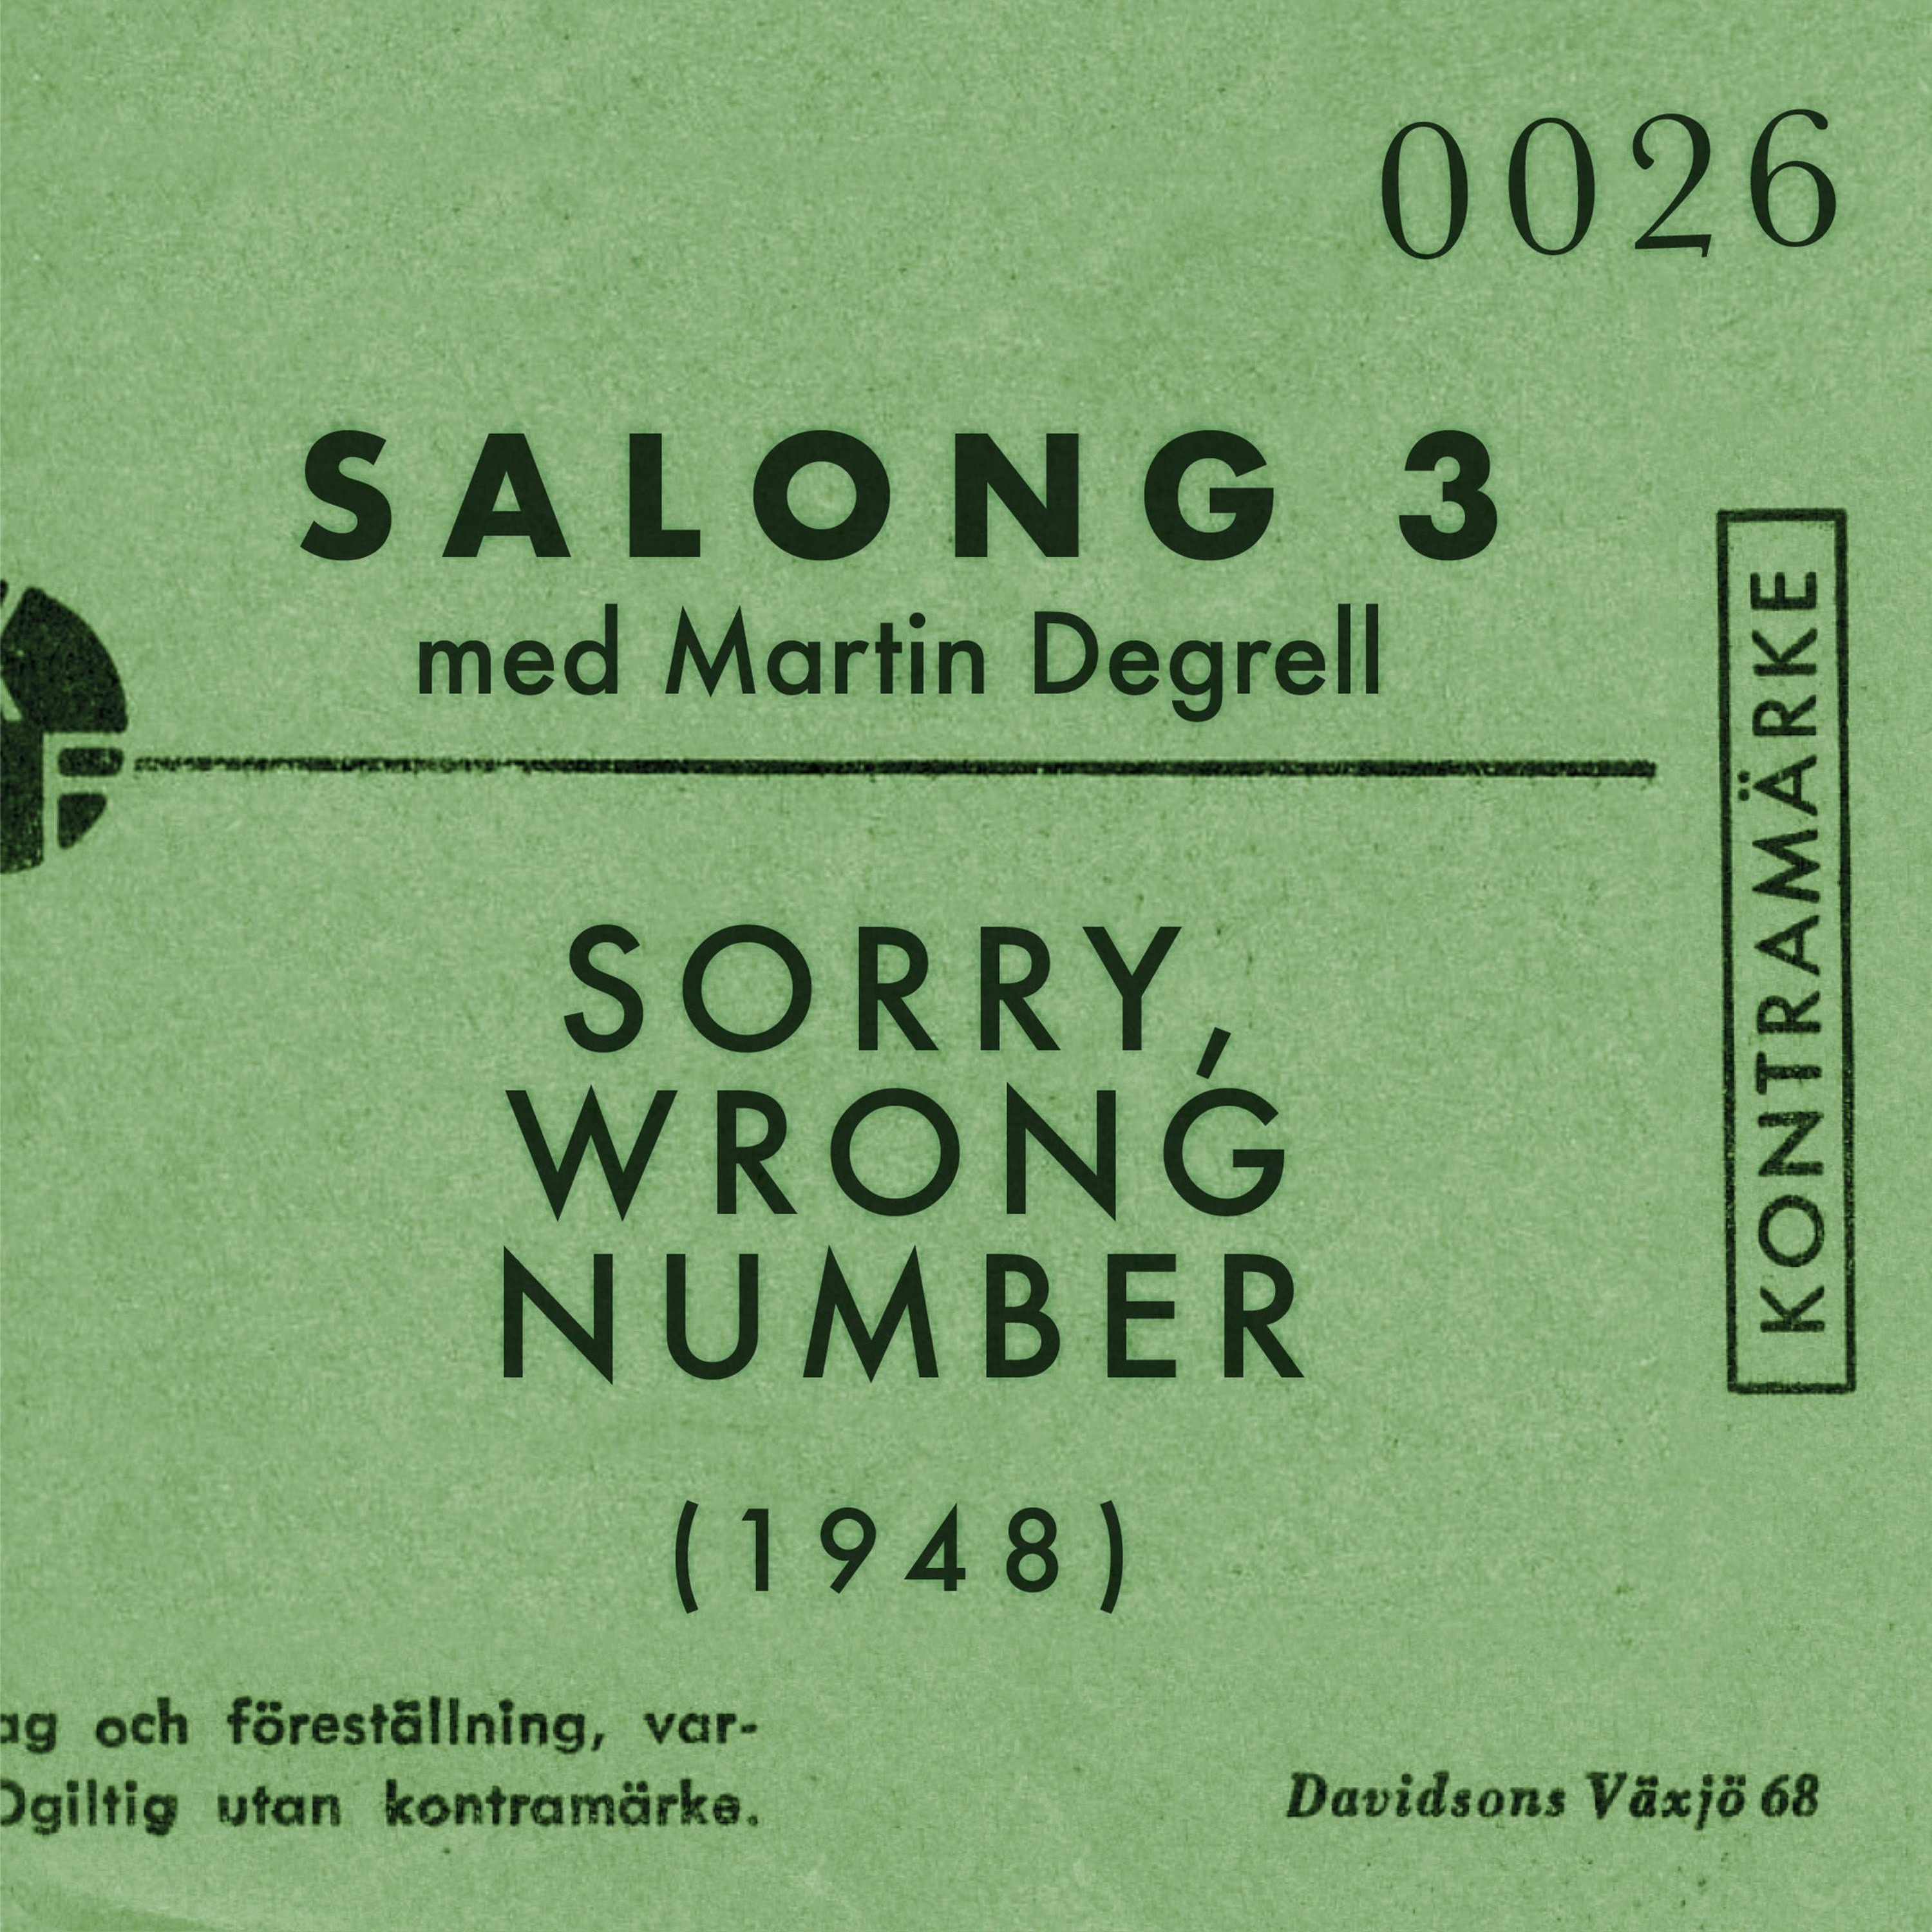 0026
SALONG 3
med Martin Degrell
KONTRAMÄRKE
SORRY,
WRONG
NUMBER
(1948)
och föreställning, var-
Ogiltig utan kontramärke.
Davidsons Växjö 68